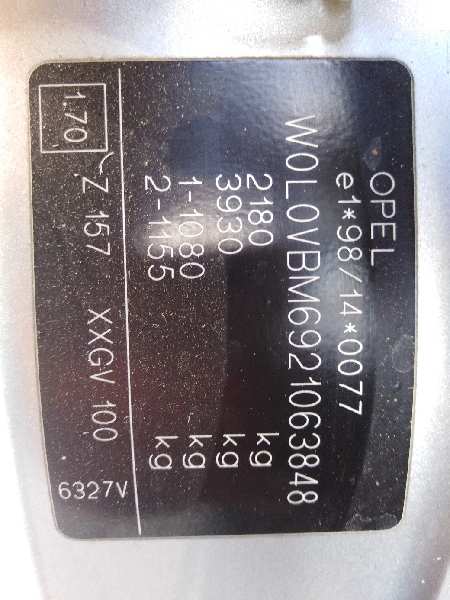 OPEL
e1*98/14*0077
W0L0VBM6921063848
2180 kg
3930 kg
1-1080 kg
2-1155 kg
1.70 Z 157 XXGV 100 6327V